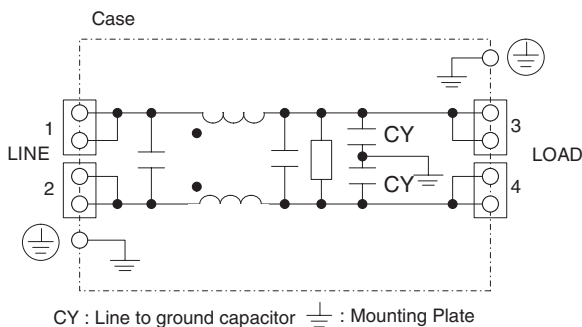 Case
1
3
CY
LINE
LOAD
2
CY
4
CY : Line to ground capacitor : Mounting Plate